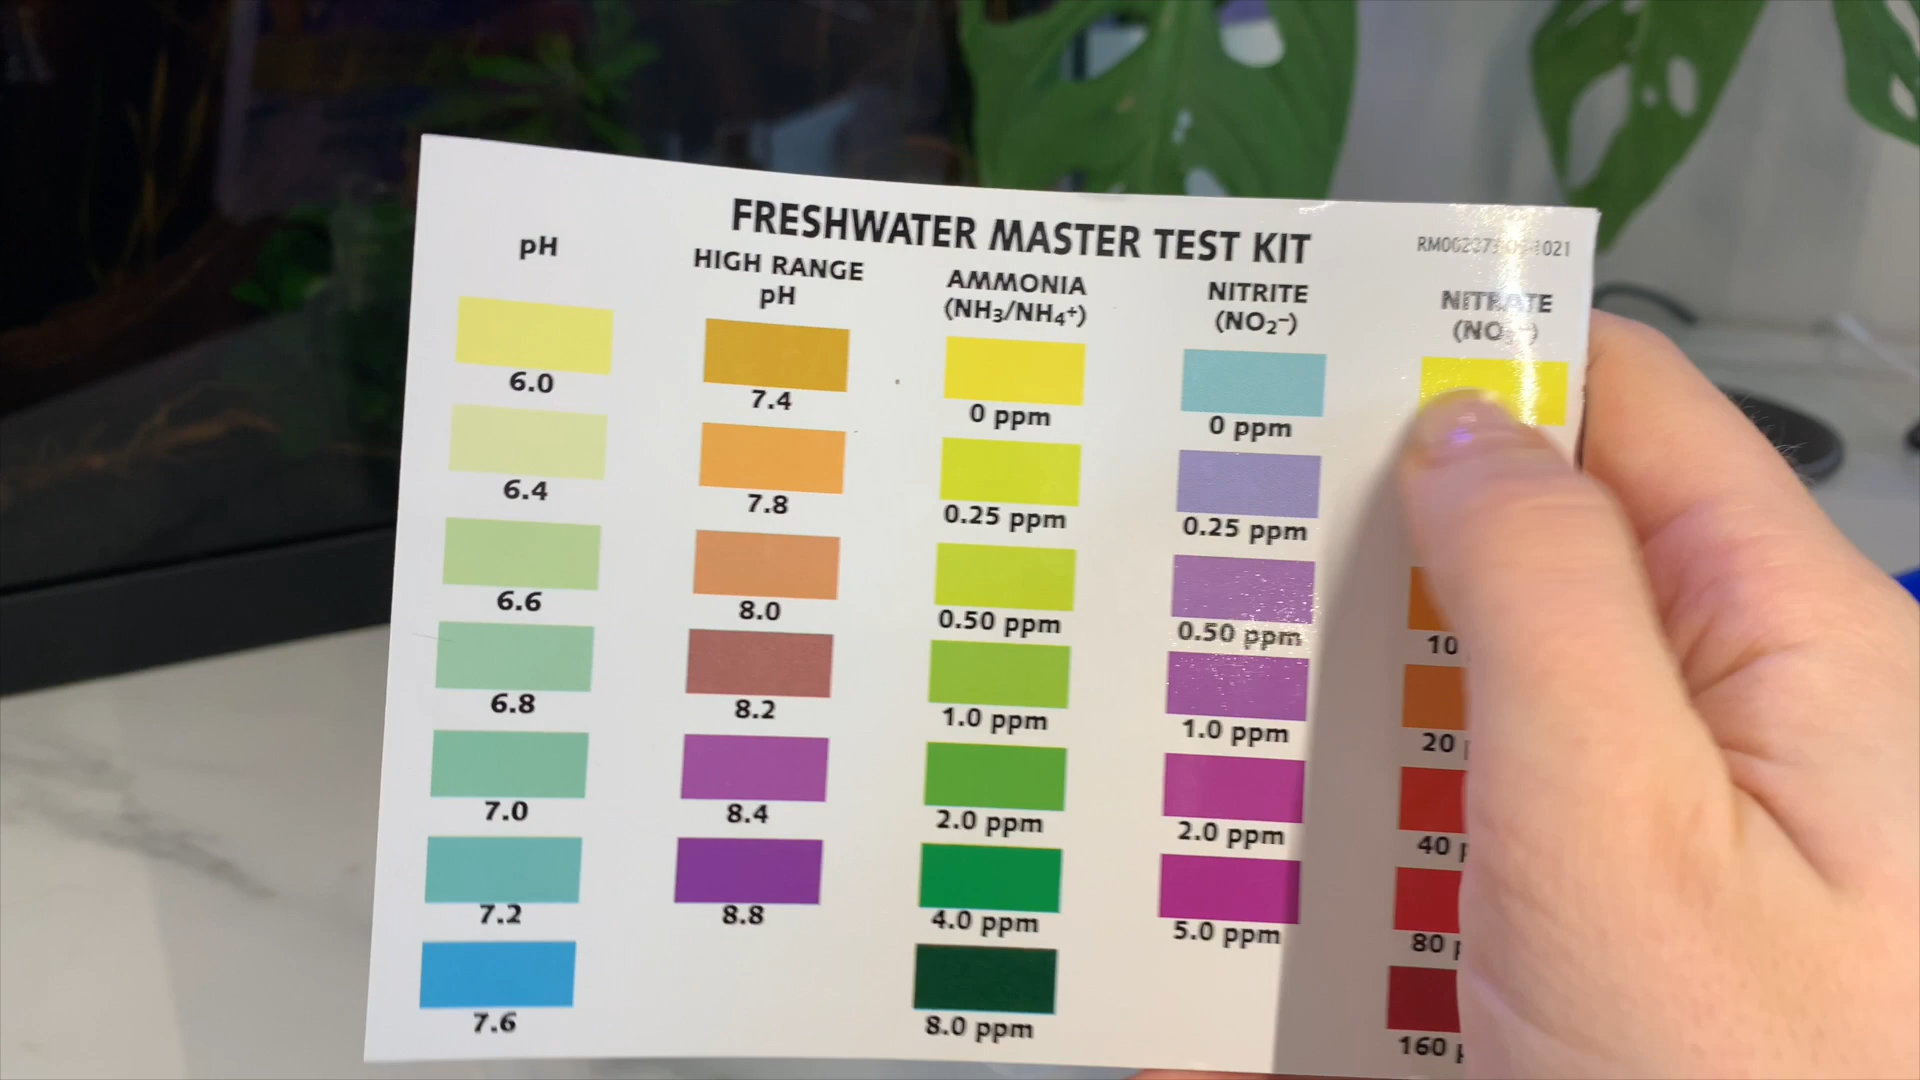 FRESHWATER MASTER TEST KIT
pH
6.0
6.4
6.6
6.8
7.0
7.2
7.6
HIGH RANGE
pH
7.4
7.8
8.0
8.2
8.4
8.8
AMMONIA
(NH₃/NH₄⁺)
0 ppm
0.25 ppm
0.50 ppm
1.0 ppm
2.0 ppm
4.0 ppm
8.0 ppm
NITRITE
(NO₂⁻)
0 ppm
0.25 ppm
0.50 ppm
1.0 ppm
2.0 ppm
5.0 ppm
NITRATE
10
20
40
80
160